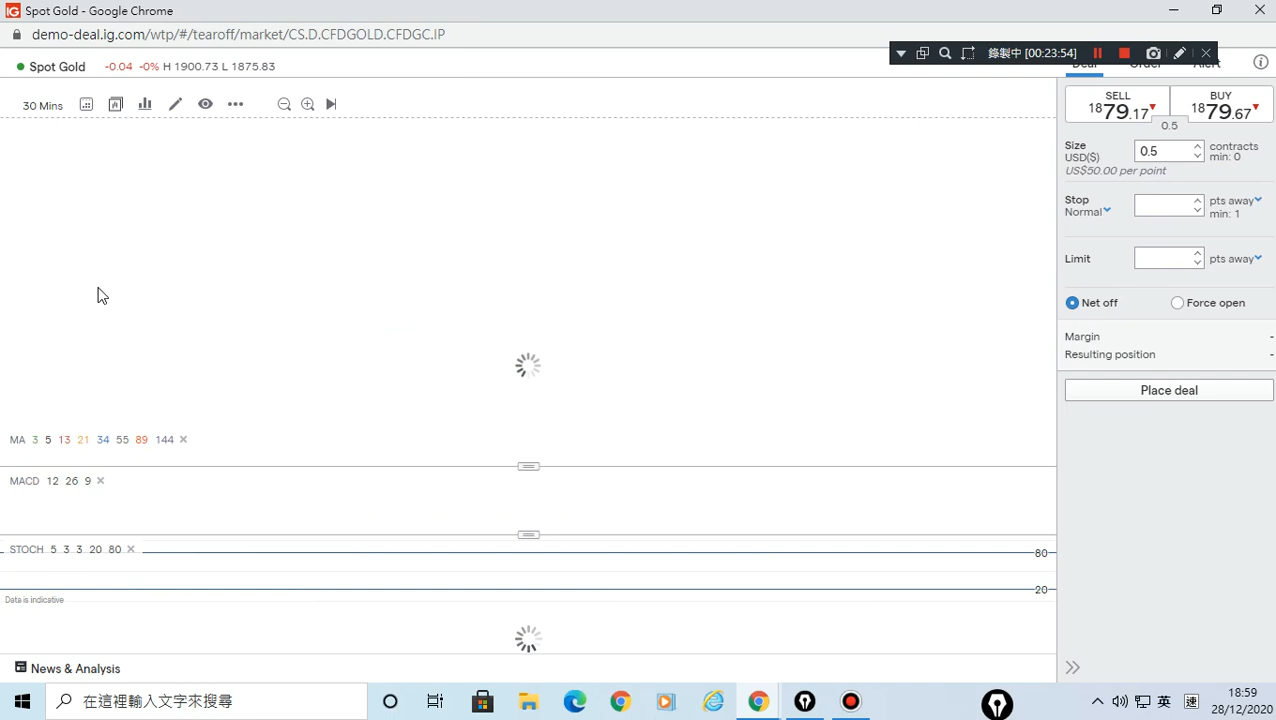 IG Spot Gold - Google Chrome
demo-deal.ig.com/wtp/#/tearoff/market/CS.D.CFDGOLD.CFDGC.IP
錄製中 [00:23:54]
Spot Gold -0.04 -0% H 1900.73 L 1875.83
Deal Order Alert
30 Mins
SELL BUY
1879.17 1879.67
0.5
Size
USD($)
0.5
contracts
min: 0
US$50.00 per point
Stop
Normal
pts away
min: 1
Limit
pts away
Net off Force open
Margin -
Resulting position -
Place deal
MA 3 5 13 21 34 55 89 144
MACD 12 26 9
STOCH 5 3 3 20 80
80
20
Data is indicative
News & Analysis
在這裡輸入文字來搜尋
英
18:59
28/12/2020